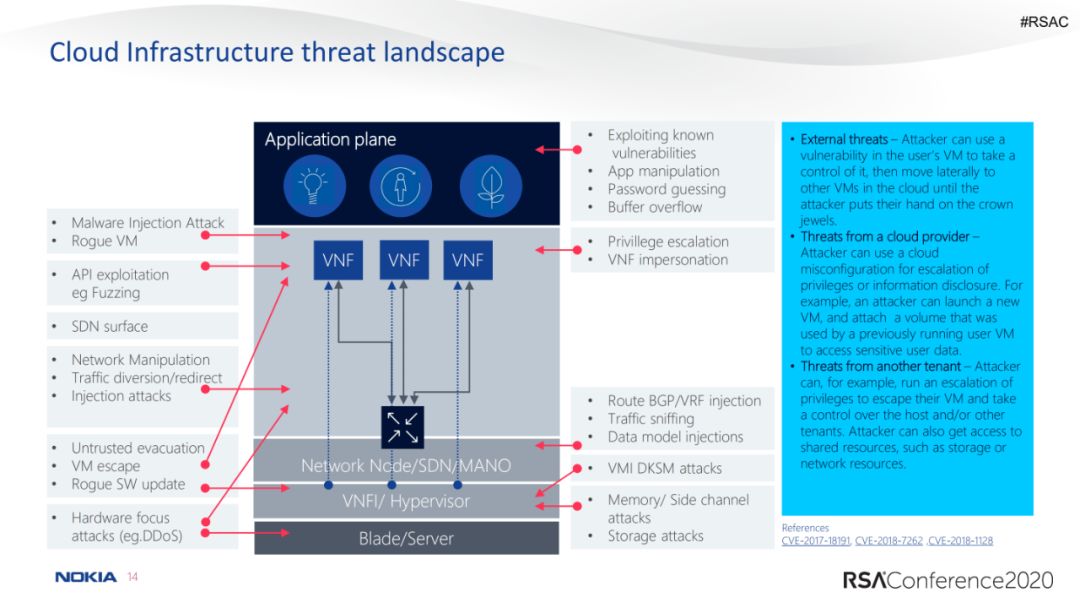 #RSAC
Cloud Infrastructure threat landscape
Application plane
• Malware Injection Attack
• Rogue VM
• API exploitation
eg Fuzzing
• SDN surface
• Network Manipulation
• Traffic diversion/redirect
• Injection attacks
• Untrusted evacuation
• VM escape
• Rogue SW update
• Hardware focus
attacks (eg.DDoS)
VNF
VNF
VNF
Network Node/SDN/MANO
VNFI/ Hypervisor
Blade/Server
• Exploiting known
vulnerabilities
• App manipulation
• Password guessing
• Buffer overflow
• Privillege escalation
• VNF impersonation
• Route BGP/VRF injection
• Traffic sniffing
• Data model injections
• VMI DKSM attacks
• Memory/ Side channel
attacks
• Storage attacks
• External threats – Attacker can use a
vulnerability in the user's VM to take a
control of it, then move laterally to
other VMs in the cloud until the
attacker puts their hand on the crown
jewels.
• Threats from a cloud provider –
Attacker can use a cloud
misconfiguration for escalation of
privileges or information disclosure. For
example, an attacker can launch a new
VM, and attach a volume that was
used by a previously running user VM
to access sensitive user data.
• Threats from another tenant – Attacker
can, for example, run an escalation of
privileges to escape their VM and take
a control over the host and/or other
tenants. Attacker can also get access to
shared resources, such as storage or
network resources.
References
CVE-2017-18191, CVE-2018-7262 ,CVE-2018-1128
NOKIA 14
RSAConference2020